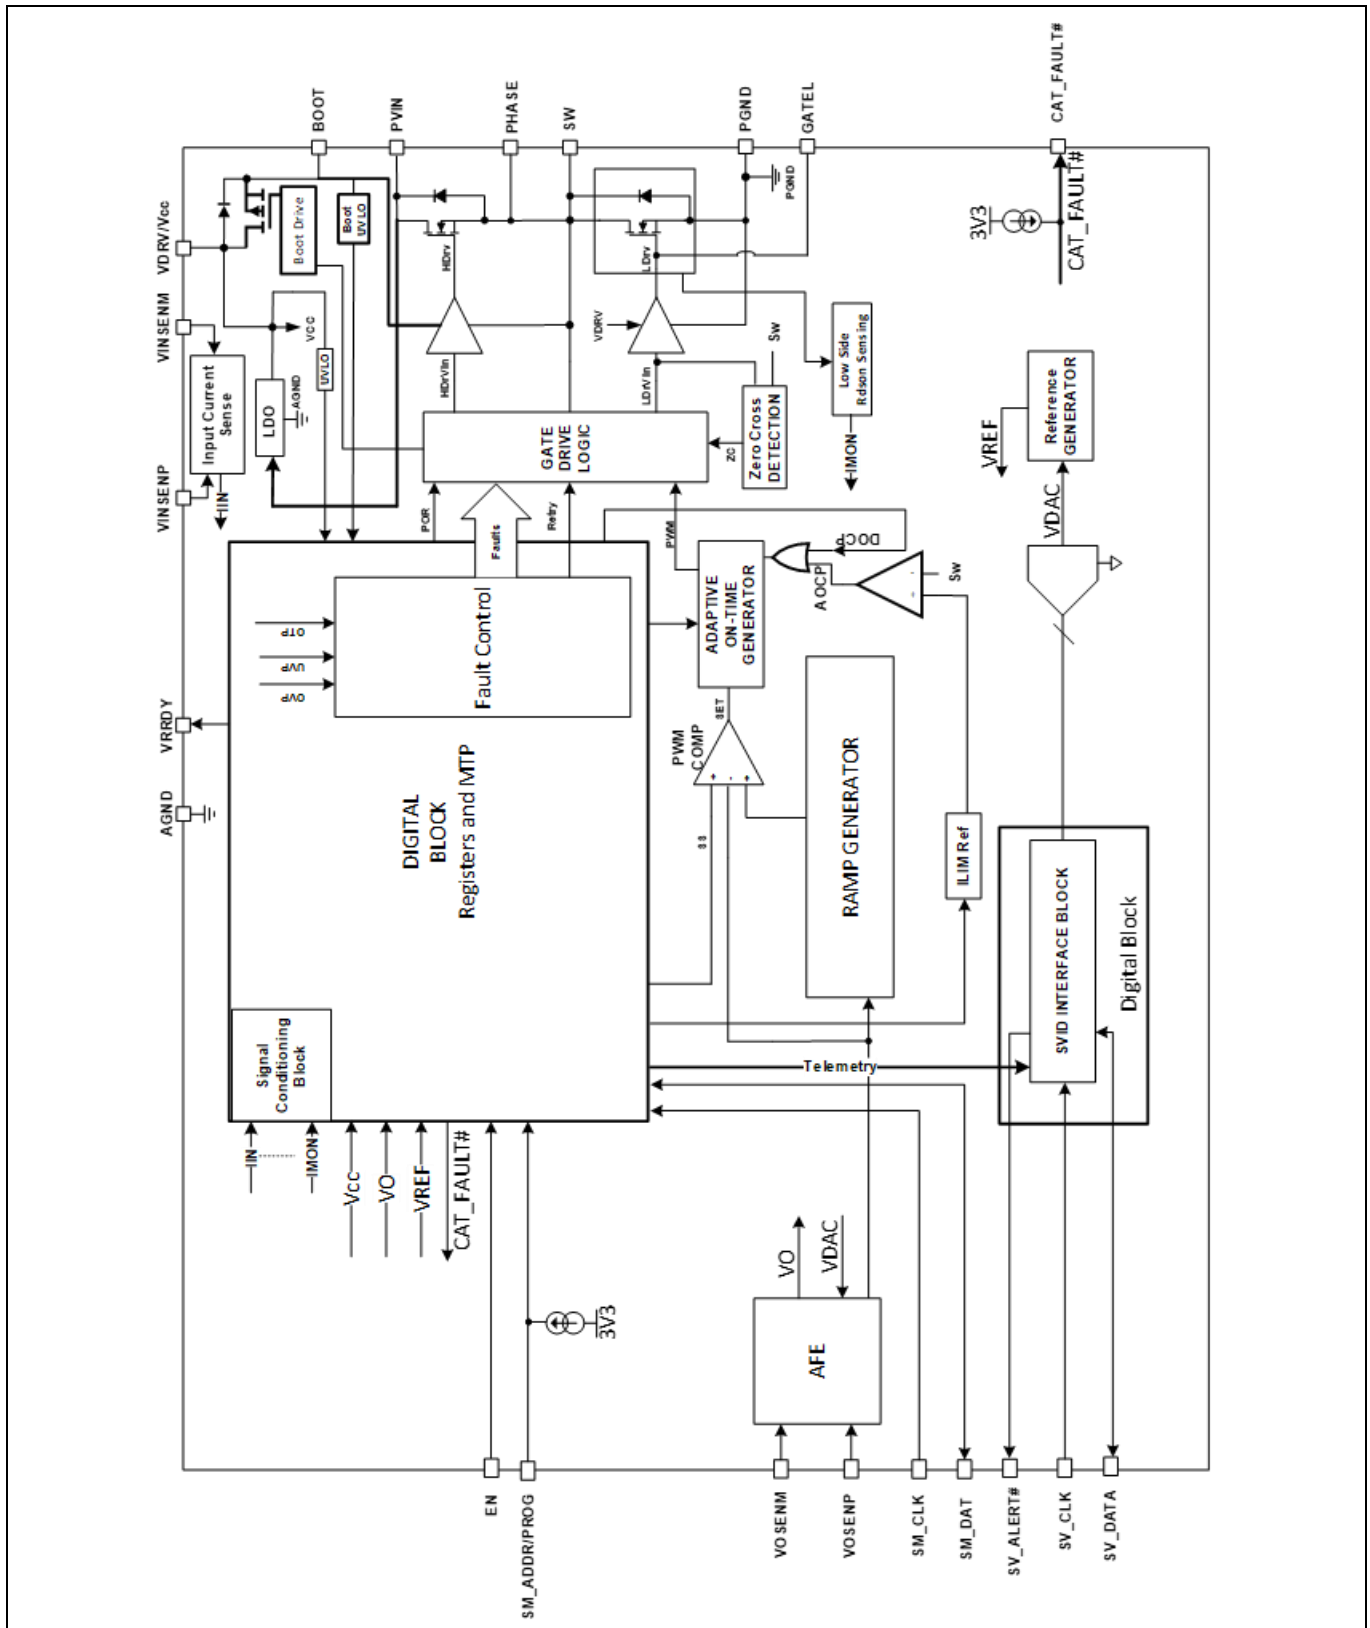 BOOT
PVIN
PHASE
SW
PGND
GATEL
CAT_FAULT#
VDRV/Vcc
VINSENM
VINSENP
VRRDY
AGND
Boot Drive
Boot
UVLO
VCC
UVLO
LDO
AGND
Input Current
Sense
IIN
HDrv
LDrv
PGND
VDRV
HDrVIn
LDrVIn
Sw
Low Side
Rdson Sensing
IMON
Zero Cross
DETECTION
ZC
GATE
DRIVE
LOGIC
POR
Faults
Retry
PWM
3V3
CAT_FAULT#
Reference
GENERATOR
VREF
VDAC
OTP
UVP
OVP
Fault Control
DIGITAL
BLOCK
Registers and MTP
Signal
Conditioning
Block
ADAPTIVE
ON-TIME
GENERATOR
DOCP
AOCP
Sw
+
-
SET
PWM
COMP
+
-
+
SS
RAMP GENERATOR
ILIM Ref
SVID INTERFACE BLOCK
Digital Block
Telemetry
IIN
IMON
Vcc
VO
VREF
CAT_FAULT#
3V3
VO
VDAC
AFE
EN
SM_ADDR/PROG
VOSENM
VOSENP
SM_CLK
SM_DAT
SV_ALERT#
SV_CLK
SV_DATA